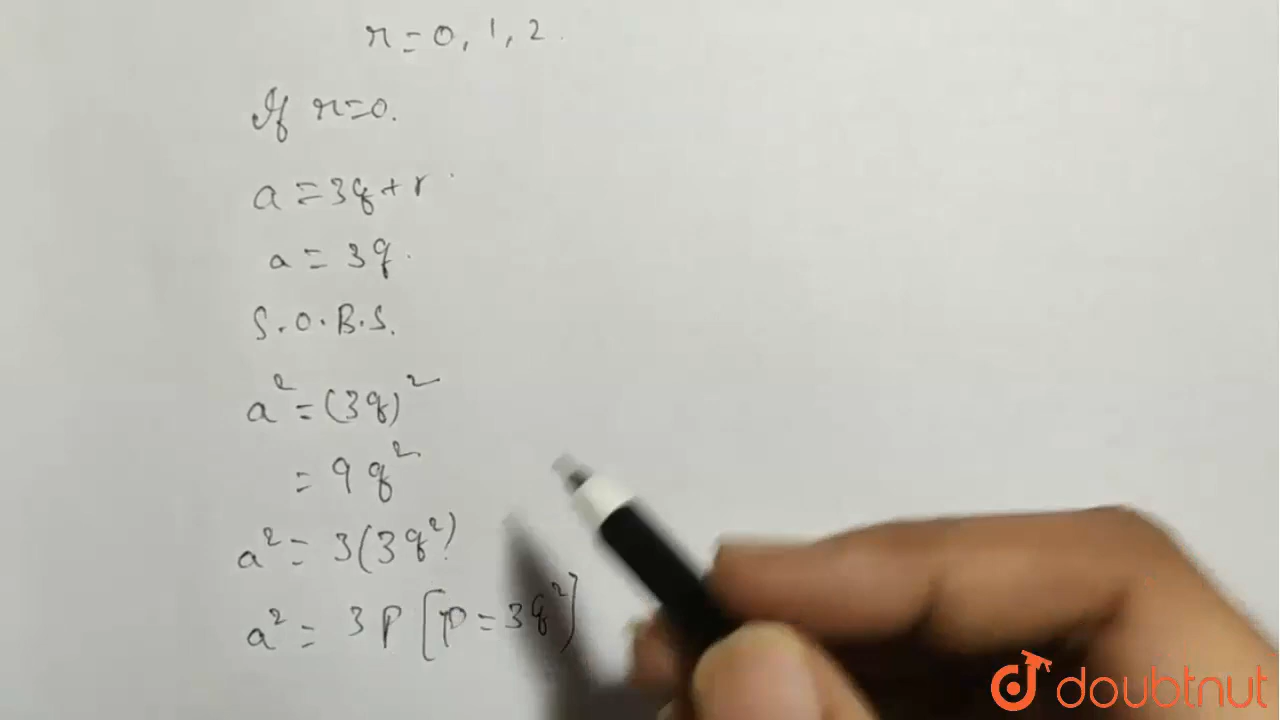 r = 0, 1, 2.
If r = 0.
a = 3q + r.
a = 3q.
S.O.B.S.
a² = (3q)²
= 9q²
a² = 3(3q²)
a² = 3P [p = 3q²]
doubtnut